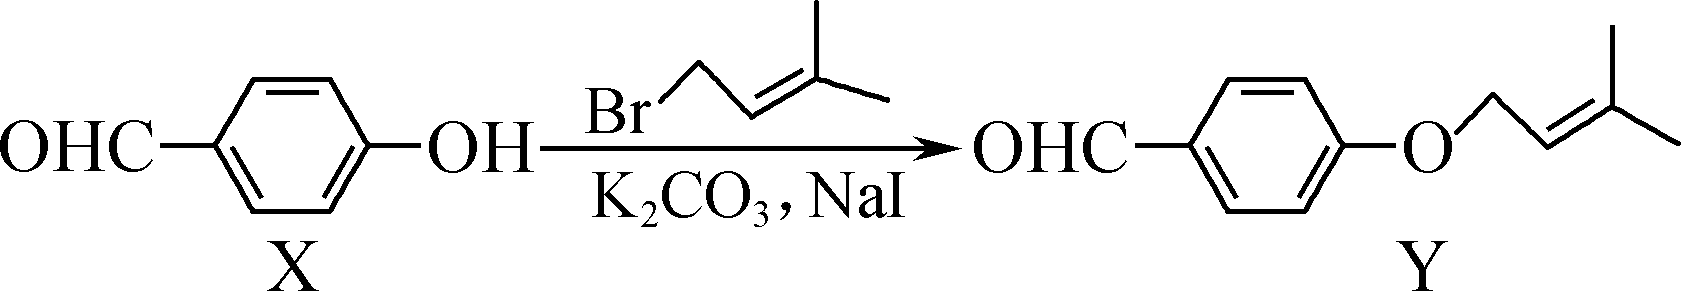 Br
OHC
OH
OHC
O
K₂CO₃，NaI
X
Y